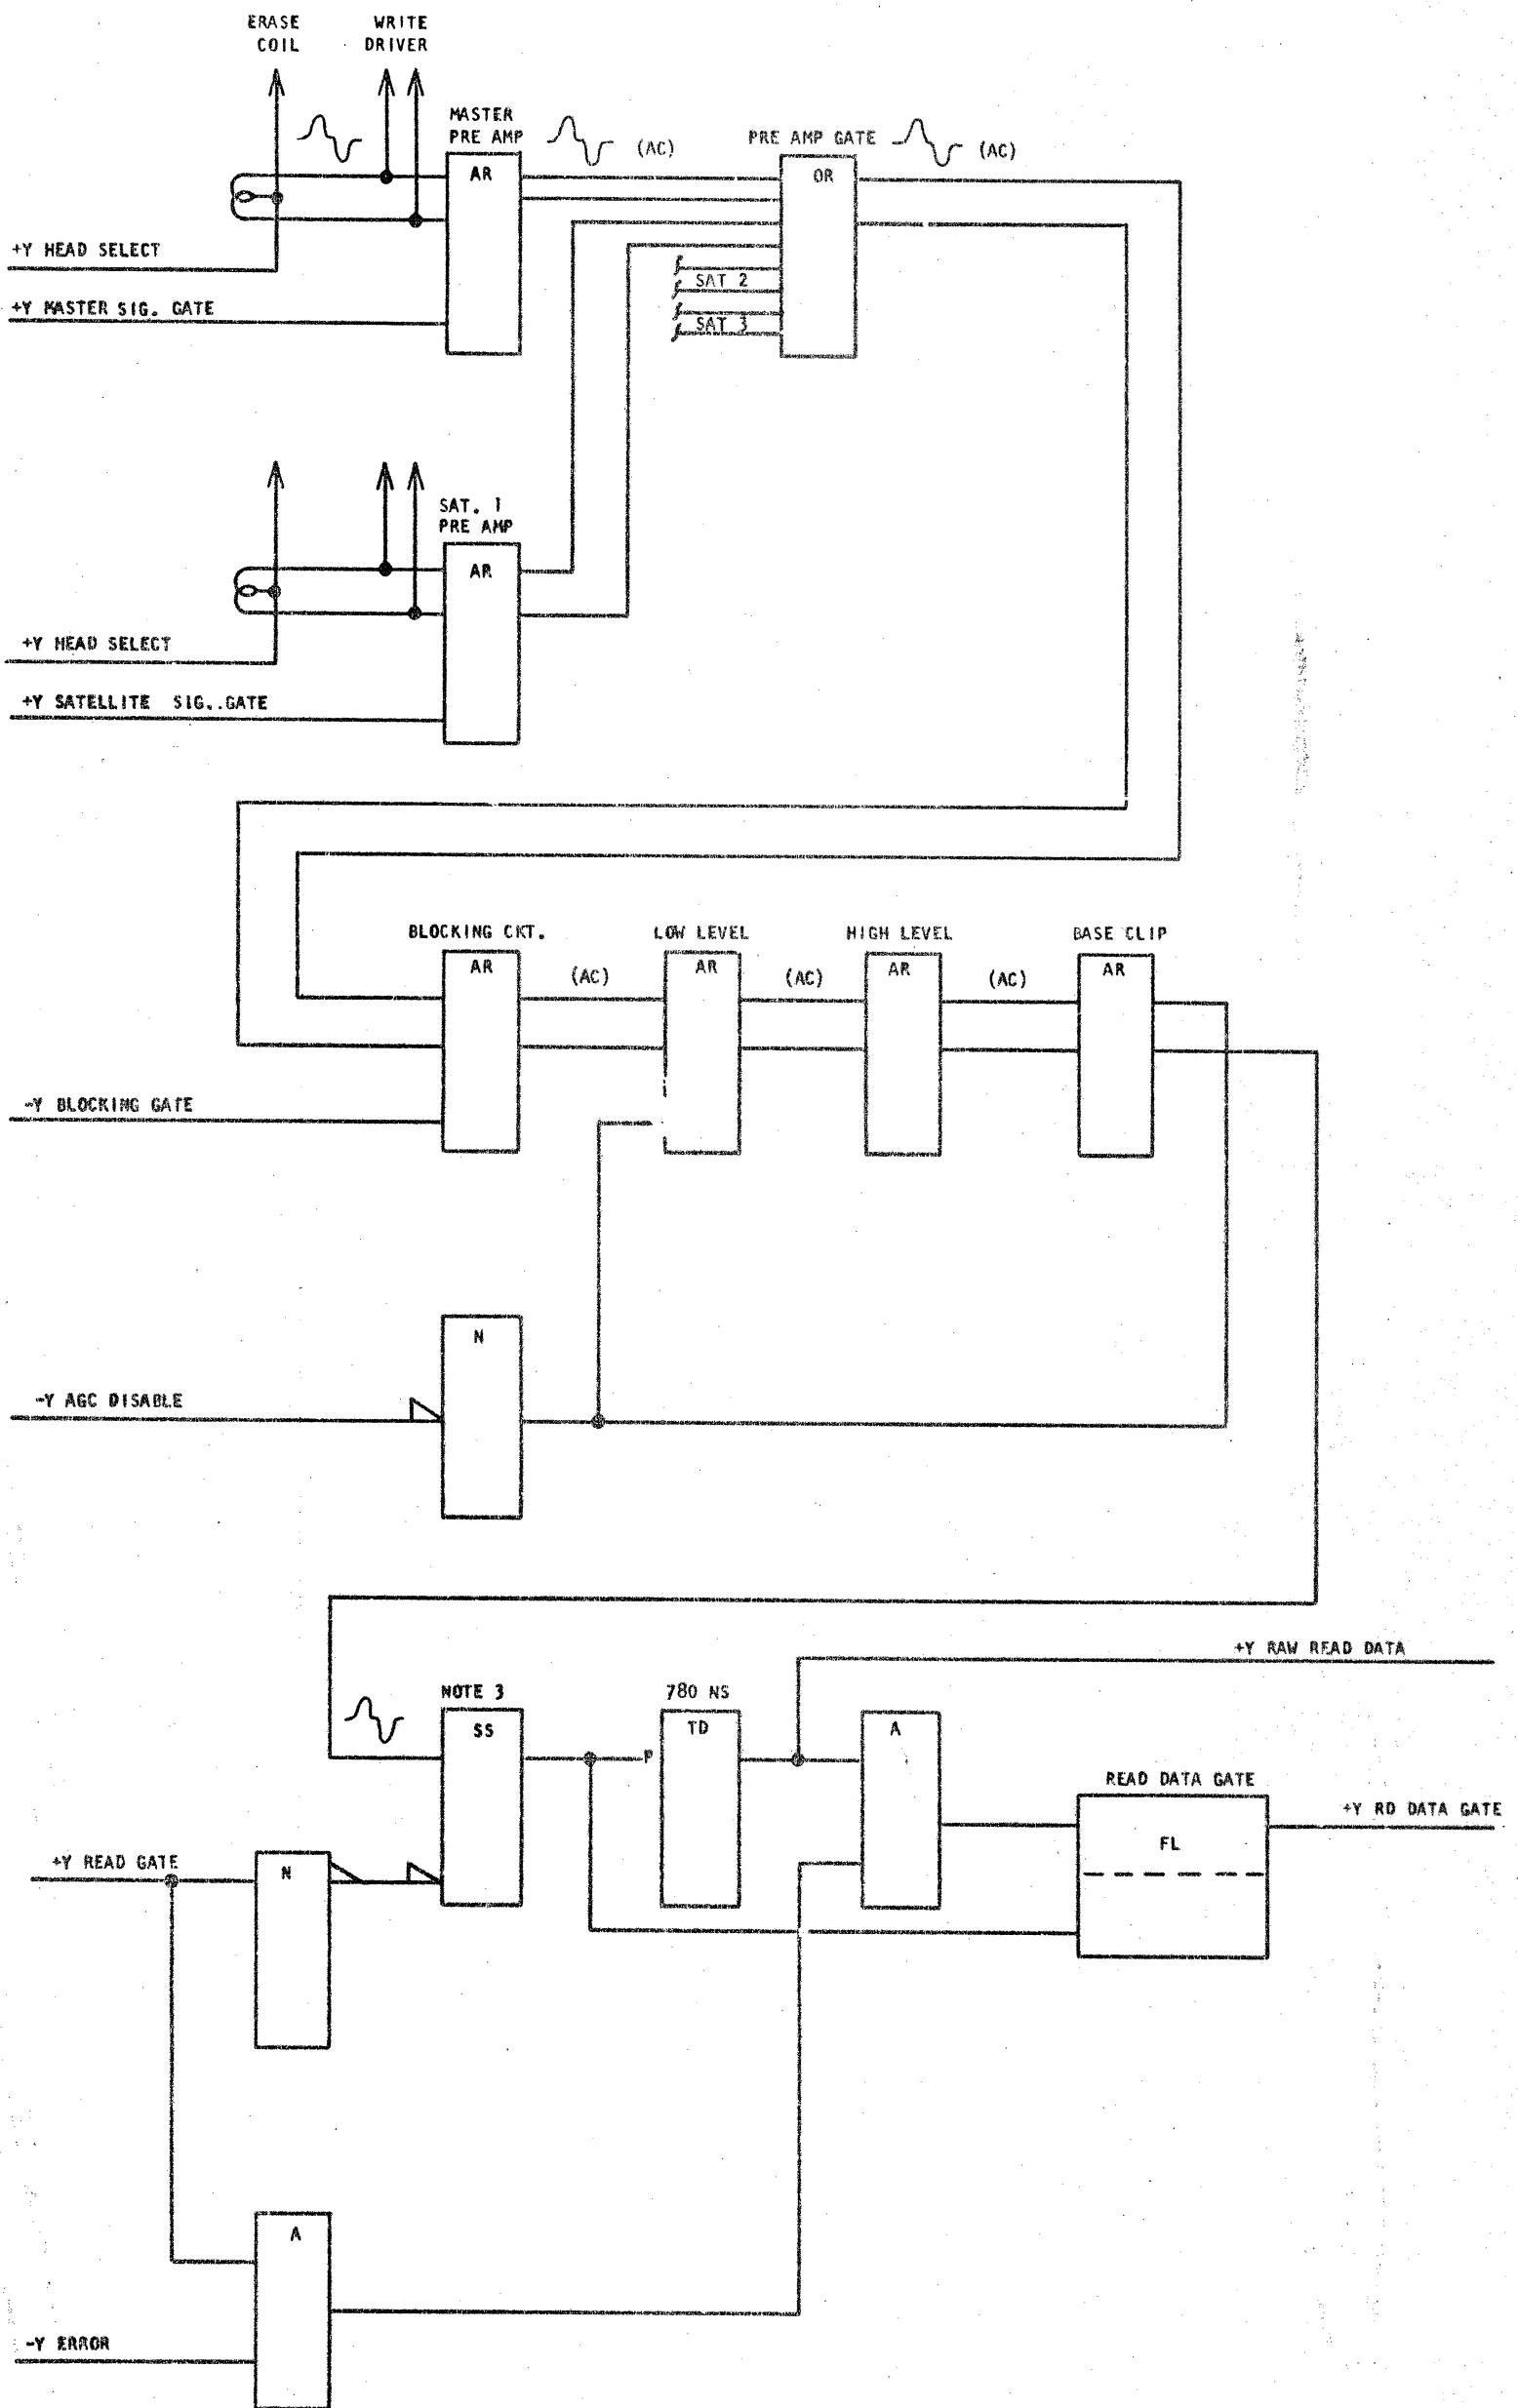 ERASE COIL
WRITE DRIVER
MASTER PRE AMP
(AC)
PRE AMP GATE
(AC)
AR
OR
+Y HEAD SELECT
SAT 2
+Y MASTER SIG. GATE
SAT 3
SAT. 1 PRE AMP
AR
+Y HEAD SELECT
+Y SATELLITE SIG..GATE
BLOCKING CKT.
LOW LEVEL
HIGH LEVEL
BASE CLIP
AR
(AC)
AR
(AC)
AR
(AC)
AR
-Y BLOCKING GATE
N
-Y AGC DISABLE
+Y RAW READ DATA
NOTE 3
780 NS
SS
TD
A
P
READ DATA GATE
+Y RD DATA GATE
FL
+Y READ GATE
N
A
-Y ERROR